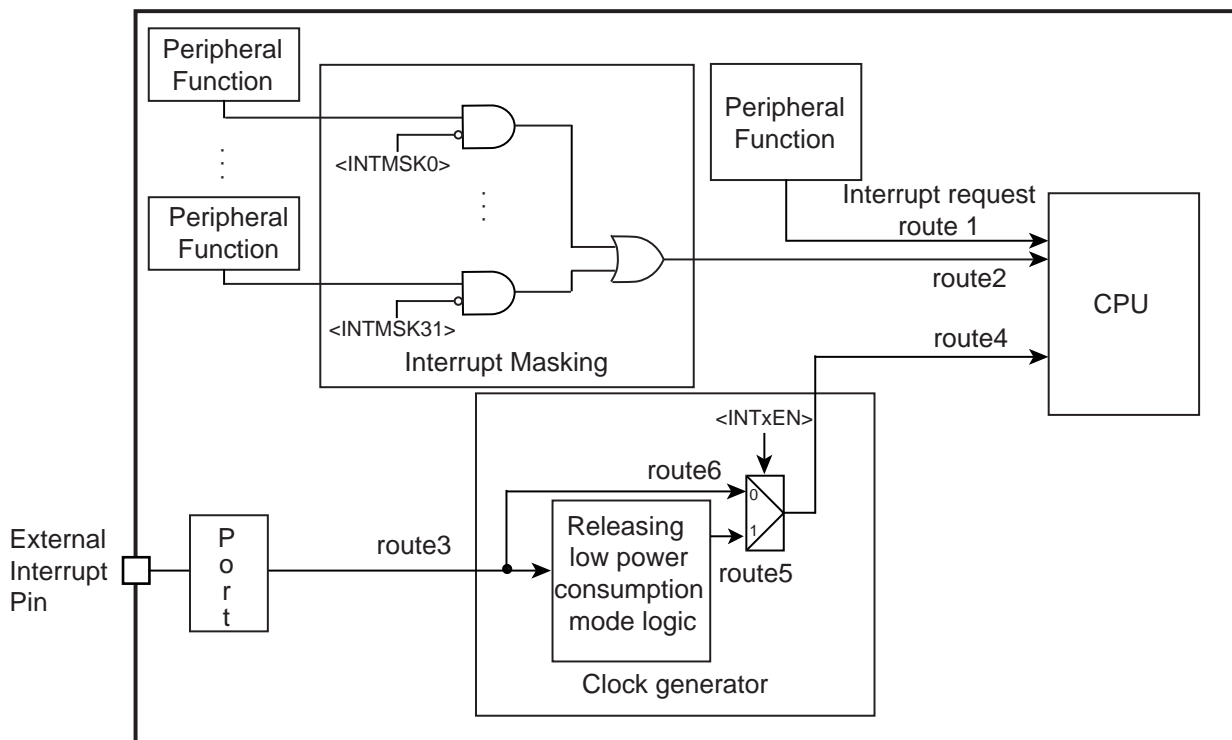 Peripheral
Function
Peripheral
Function
<INTMSK0>
<INTMSK31>
Interrupt Masking
Peripheral
Function
Interrupt request
route 1
route2
route4
CPU
<INTxEN>
route6
0
1
route5
Releasing
low power
consumption
mode logic
Clock generator
route3
P
o
r
t
External
Interrupt
Pin